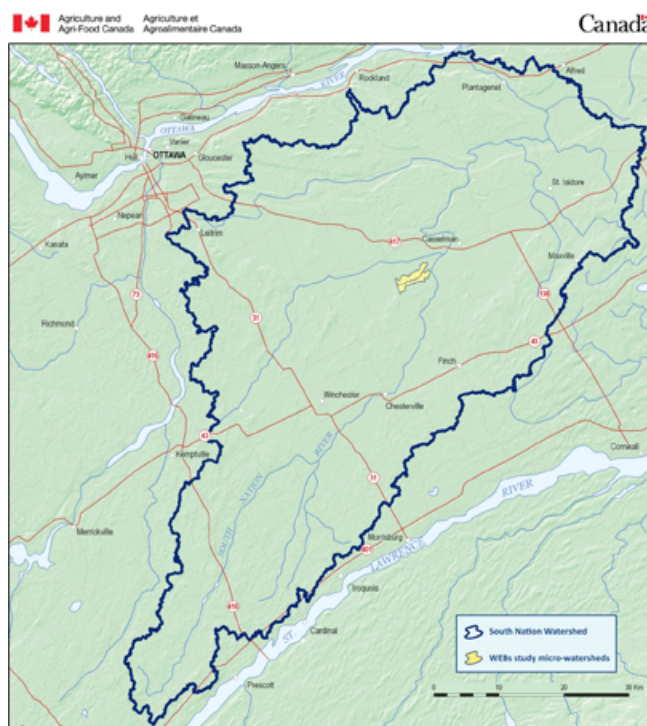 Agriculture and
Agri-Food Canada
Agriculture et
Agroalimentaire Canada
Canada
Masson-Angers
Alfred
Rockland
Plantagenet
RIVER
Gatineau
OTTAWA
Vanier
Hull
OTTAWA
Gloucester
Aylmer
St. Isidore
Nepean
Leitrim
417
Casselman
Kanata
Maxville
73
138
31
Richmond
43
416
Finch
Winchester
Chesterville
43
Kemptville
RIVER
Cornwall
NATION
31
RIVER
Merrickville
SOUTH
Morrisburg
401
LAWRENCE
Iroquois
416
South Nation Watershed
Cardinal
ST.
WEBs study micro-watersheds
Prescott
0
10
20
30 Km